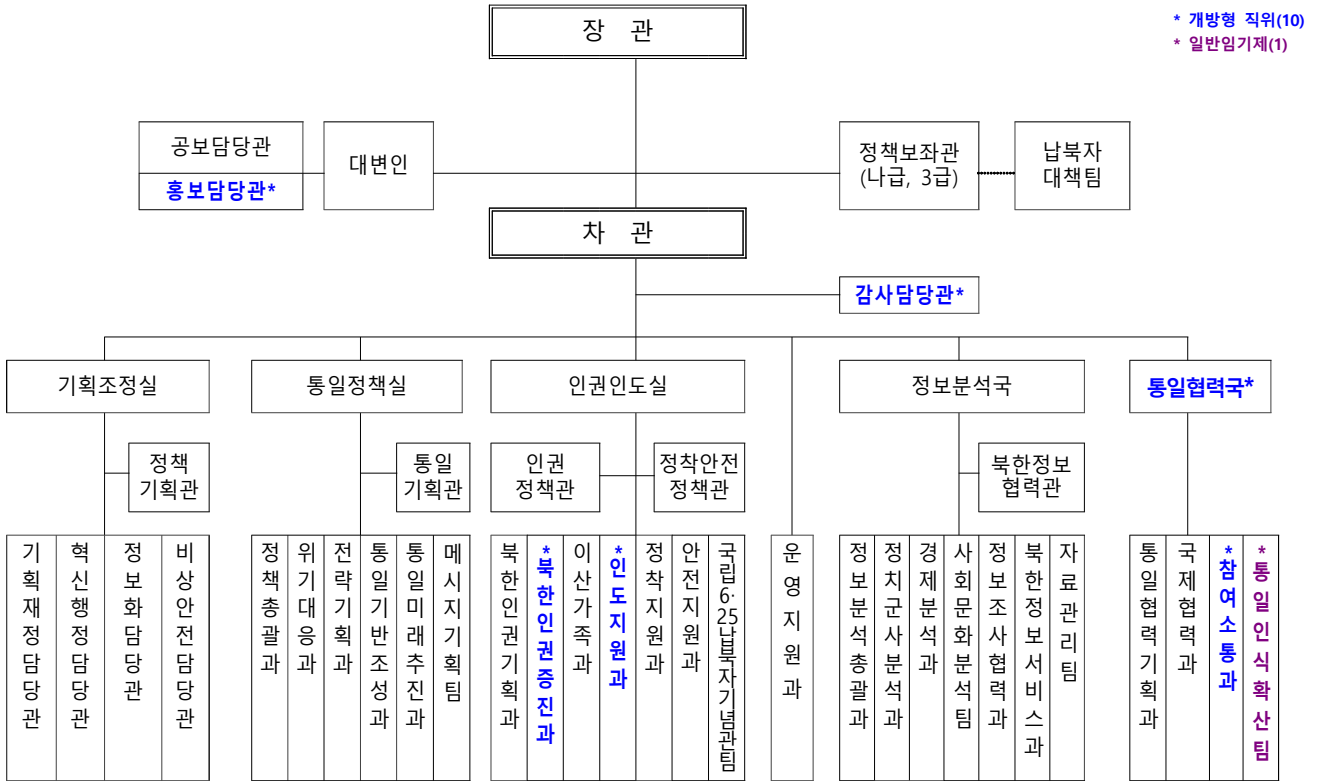 장 관
* 개방형 직위(10)
* 일반임기제(1)
공보담당관
홍보담당관*
대변인
정책보좌관
(나급, 3급)
납북자
대책팀
차 관
감사담당관*
기획조정실
통일정책실
인권인도실
정보분석국
통일협력국*
정책
기획관
통일
기획관
인권
정책관
정착안전
정책관
북한정보
협력관
기획재정담당관
혁신행정담당관
정보화담당관
비상안전담당관
정책총괄과
위기대응과
전략기획과
통일기반조성과
통일미래추진과
메시지기획팀
북한인권기획과
*북한인권증진과
이산가족과
*인도지원과
정착지원과
안전지원과
국립6·25납북자기념관팀
운영지원과
정보분석총괄과
정치군사분석과
경제분석과
사회문화분석팀
정보조사협력과
북한정보서비스과
자료관리팀
통일협력기획과
국제협력과
*참여소통과
*통일인식확산팀